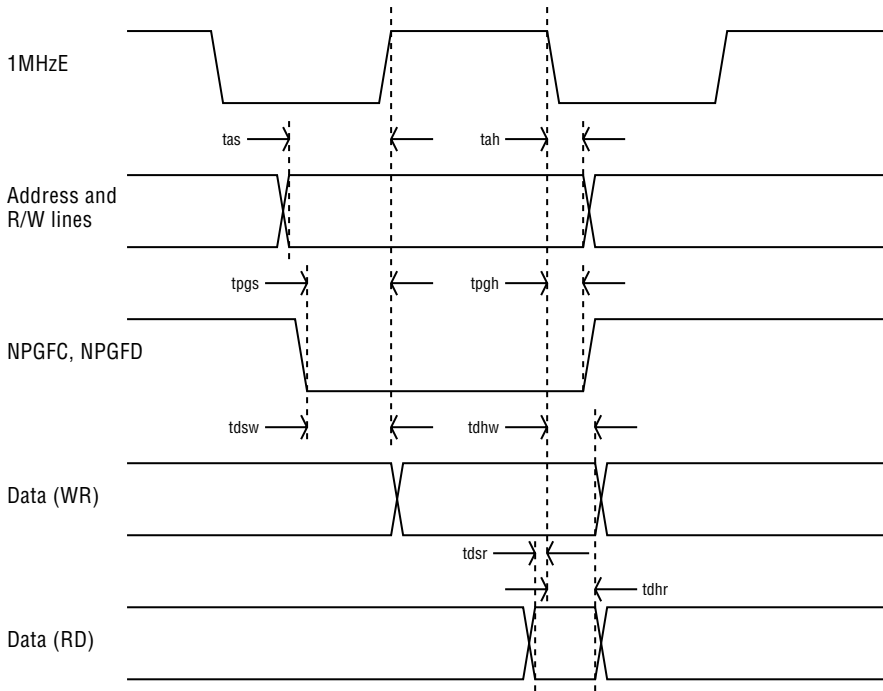 1MHzE
tas
tah
Address and
R/W lines
tpgs
tpgh
NPGFC, NPGFD
tdsw
tdhw
Data (WR)
tdsr
tdhr
Data (RD)